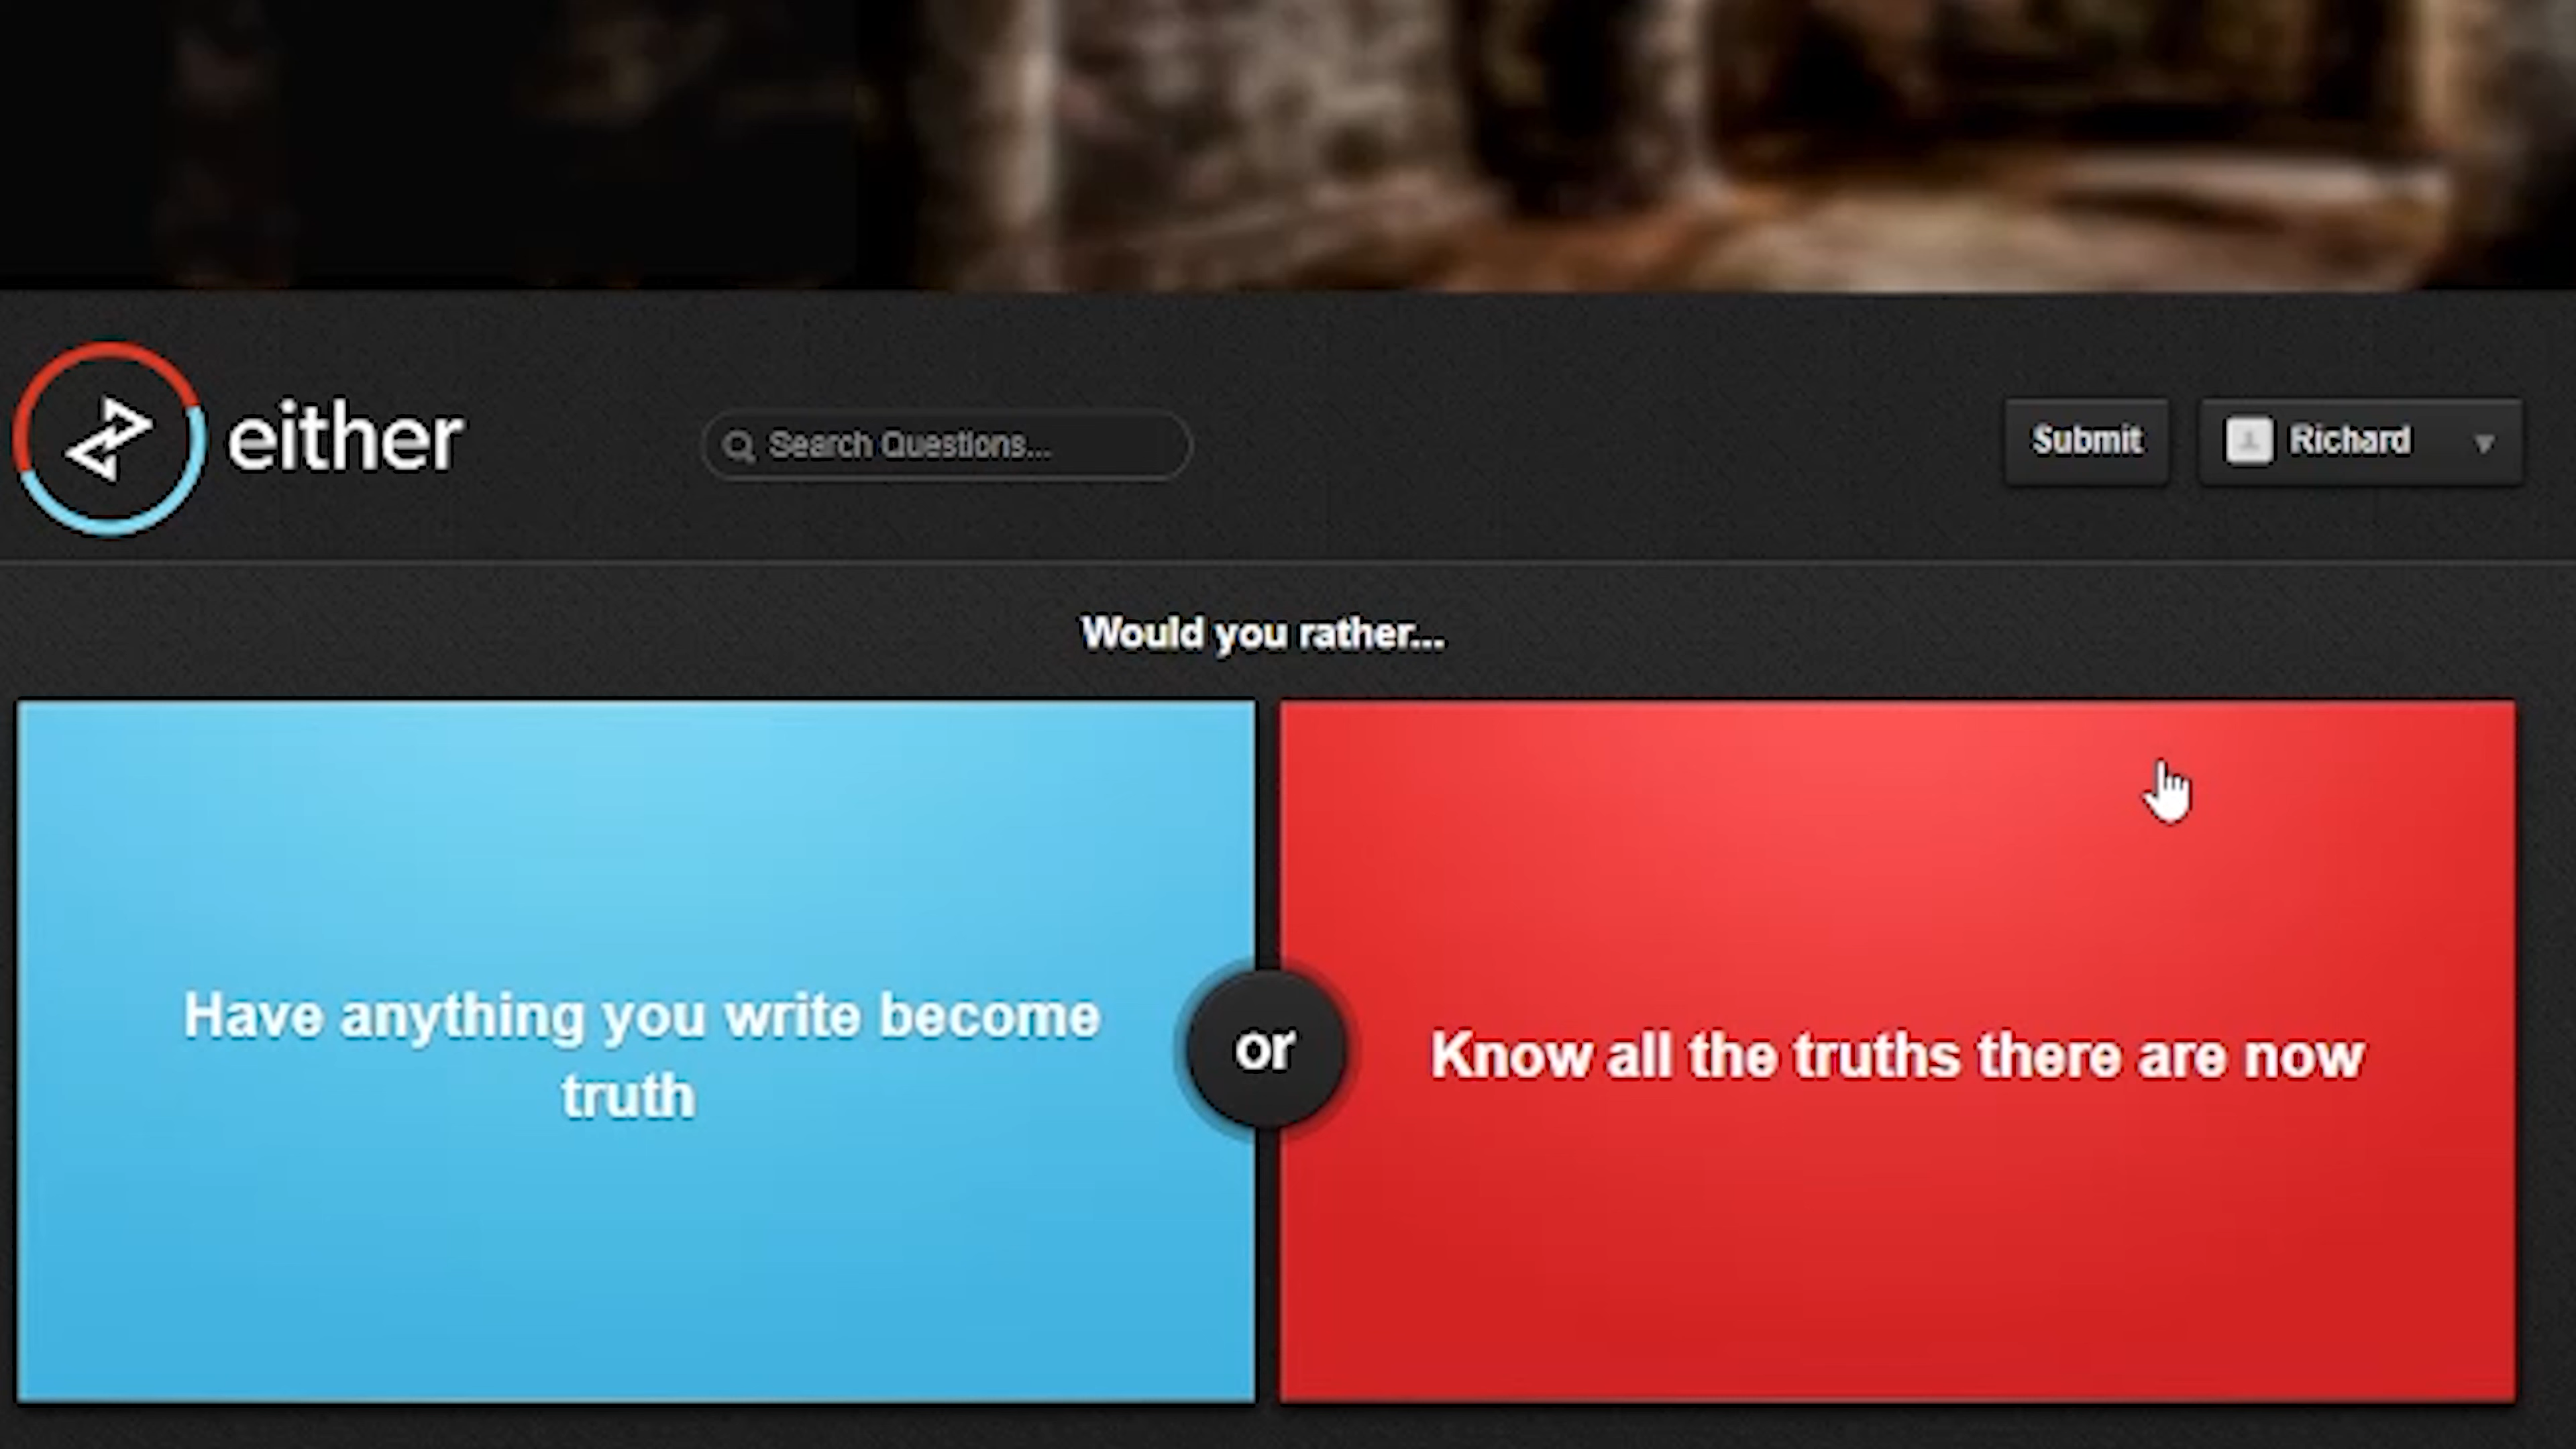 either
Search Questions...
Submit
Richard
Would you rather...
Have anything you write become
truth
or
Know all the truths there are now